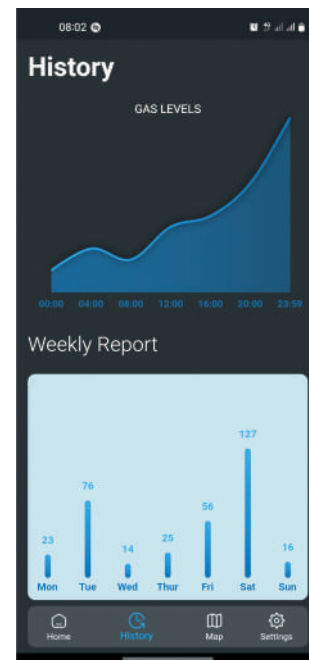 08:02
History
GAS LEVELS
00:00 04:00 08:00 12:00 16:00 20:00 23:59
Weekly Report
127
76
56
23
14
25
16
Mon Tue Wed Thur Fri Sat Sun
Home History Map Settings